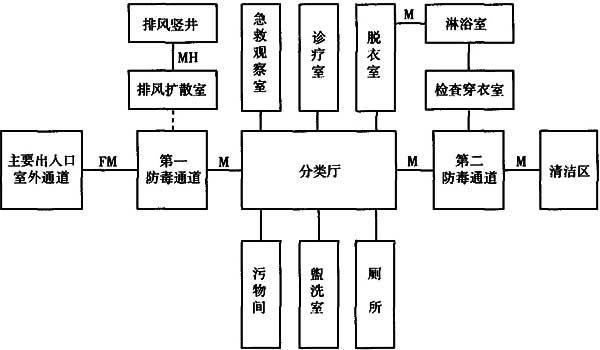 排风竖井
MH
排风扩散室
急救观察室
诊疗室
脱衣室
M
淋浴室
检查穿衣室
主要出入口
室外通道
FM
第一
防毒通道
M
分类厅
M
第二
防毒通道
M
清洁区
污物间
盥洗室
厕所